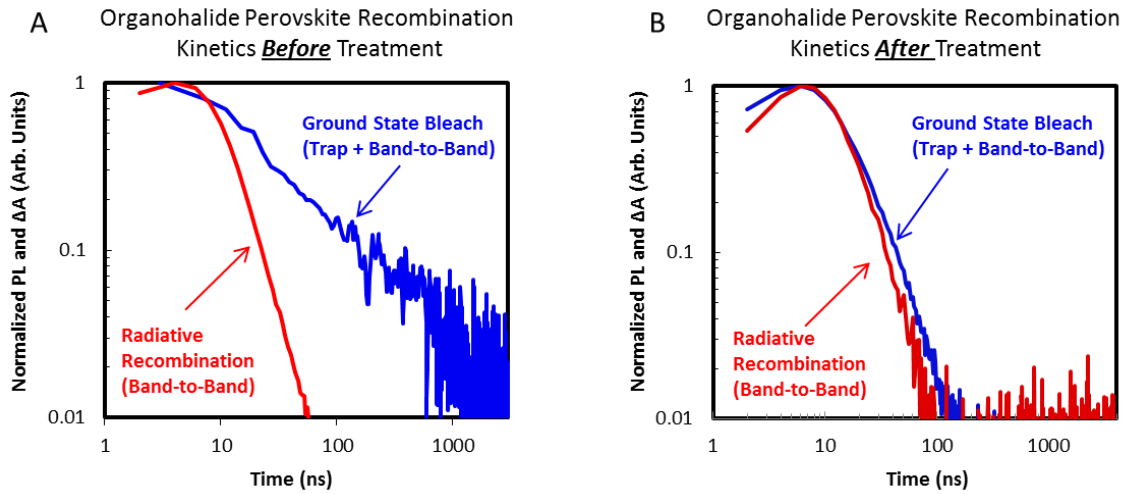 A
Organohalide Perovskite Recombination
Kinetics Before Treatment
Normalized PL and ΔA (Arb. Units)
1
0.1
0.01
Ground State Bleach
(Trap + Band-to-Band)
Radiative
Recombination
(Band-to-Band)
1
10
100
1000
Time (ns)
B
Organohalide Perovskite Recombination
Kinetics After Treatment
Normalized PL and ΔA (Arb. Units)
1
0.1
0.01
Ground State Bleach
(Trap + Band-to-Band)
Radiative
Recombination
(Band-to-Band)
1
10
100
1000
Time (ns)